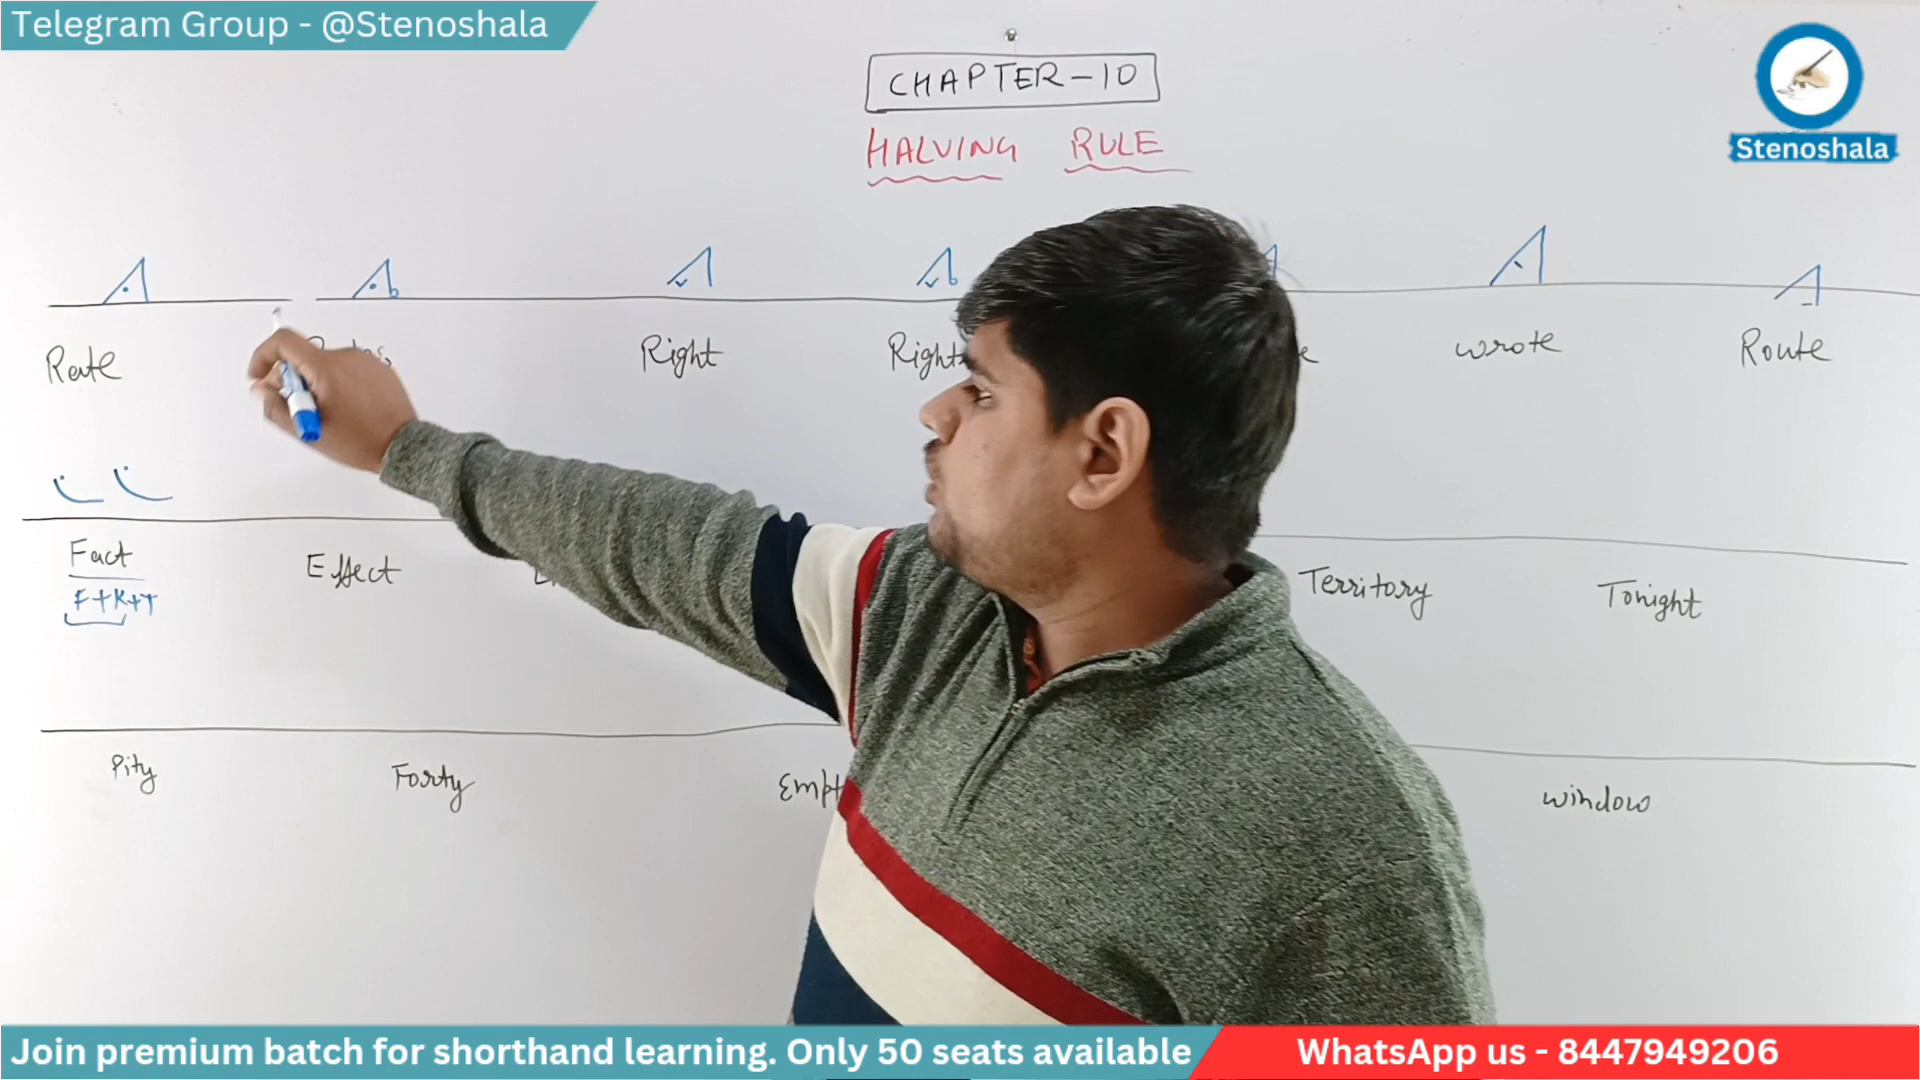 Telegram Group - @Stenoshala
CHAPTER-10
HALVING RULE
Stenoshala
Rate Right Right wrote Route
Fact Effect Territory Tonight
F+K+T
Pity Forty Empt window
Join premium batch for shorthand learning. Only 50 seats available
WhatsApp us - 8447949206